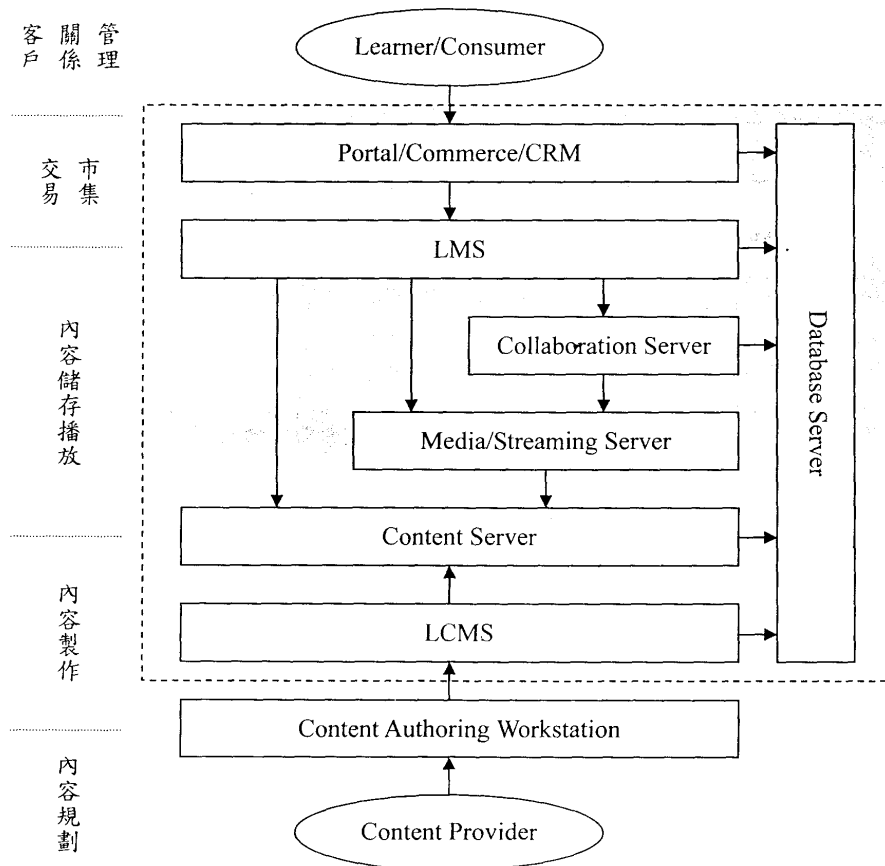 客戶關係管理
Learner/Consumer
交易市集
Portal/Commerce/CRM
LMS
內容儲存播放
Collaboration Server
Media/Streaming Server
Content Server
Database Server
內容製作
LCMS
Content Authoring Workstation
內容規劃
Content Provider